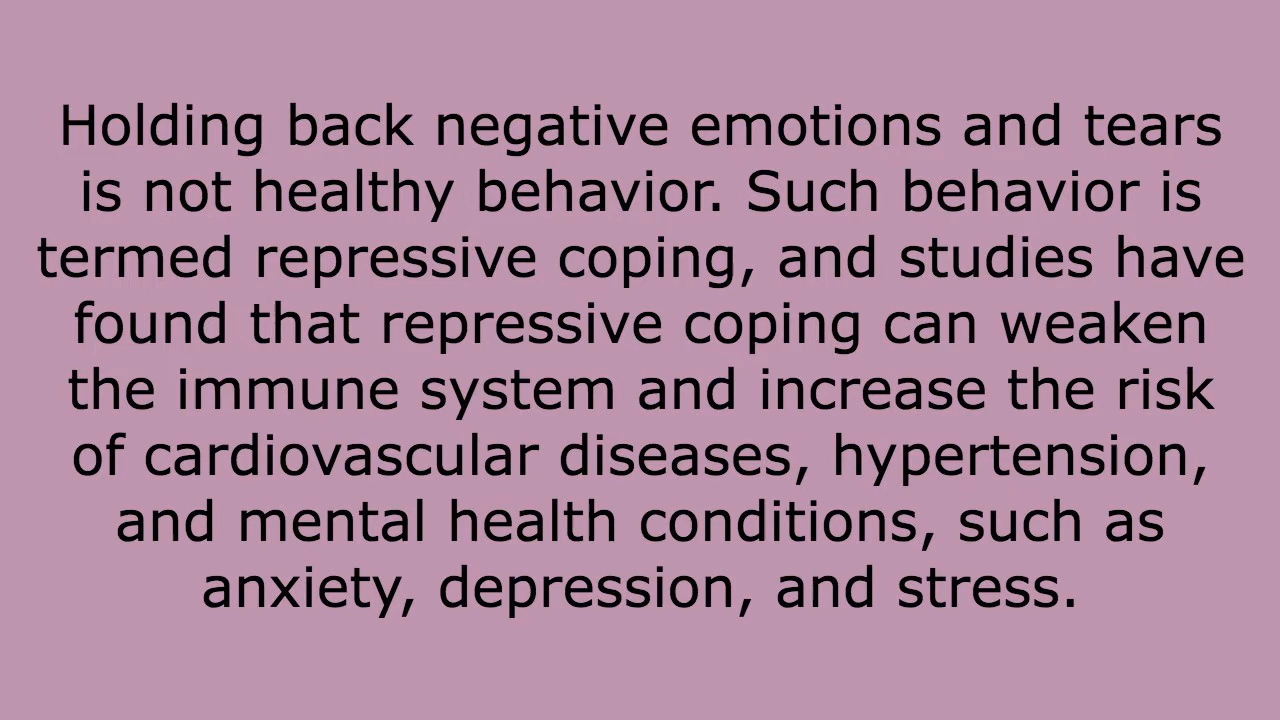 Holding back negative emotions and tears
is not healthy behavior. Such behavior is
termed repressive coping, and studies have
found that repressive coping can weaken
the immune system and increase the risk
of cardiovascular diseases, hypertension,
and mental health conditions, such as
anxiety, depression, and stress.